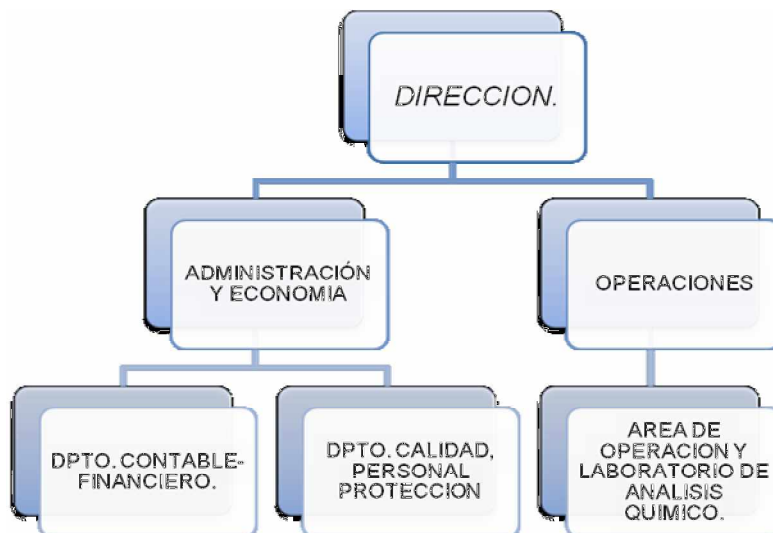 DIRECCION.
ADMINISTRACIÓN
Y ECONOMIA
OPERACIONES
DPTO. CONTABLE-
FINANCIERO.
DPTO. CALIDAD,
PERSONAL
PROTECCION
AREA DE
OPERACION Y
LABORATORIO DE
ANALISIS
QUIMICO.